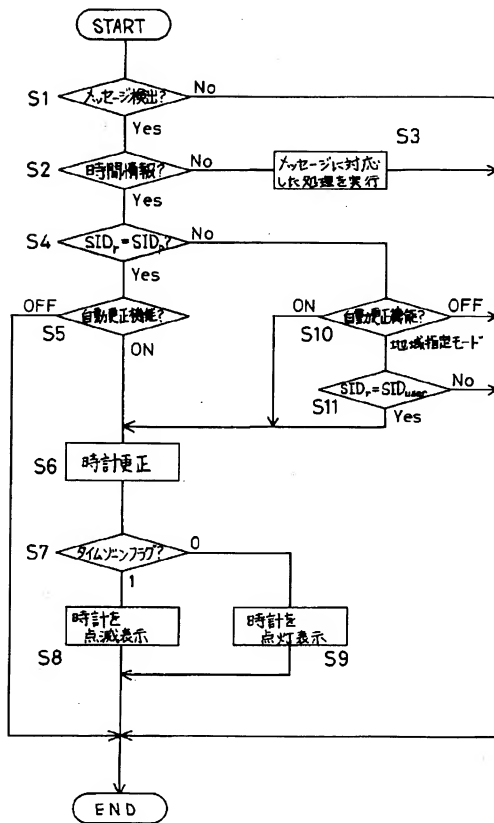 START
S1
メッセージ検出?
No
Yes
S2
時間情報?
No
Yes
S3
メッセージに対応
した処理を実行
S4
SIDr=SIDp?
No
Yes
OFF
自動更正機能?
S5
ON
ON
自動更正機能?
OFF
S10
地域指定モード
SIDr=SIDuser
No
S11
Yes
S6
時計更正
S7
タイムゾーンフラグ?
0
1
時計を
点滅表示
S8
時計を
点灯表示
S9
END